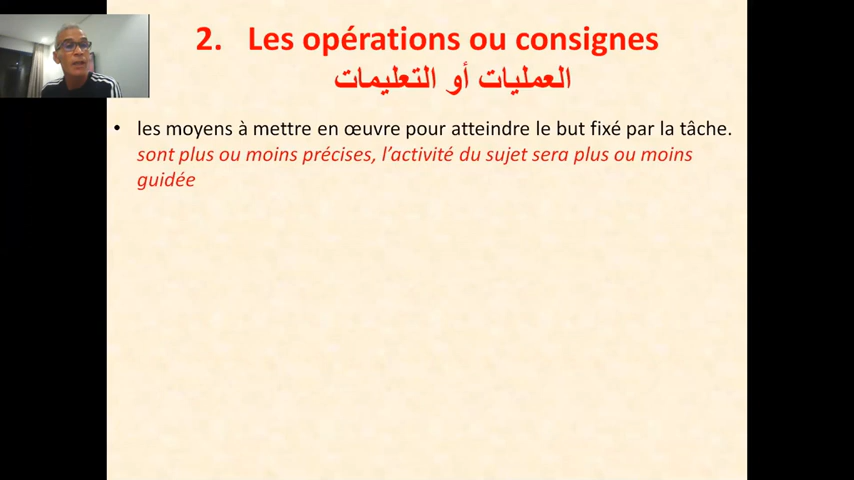 2. Les opérations ou consignes
العمليات أو التعليمات
• les moyens à mettre en œuvre pour atteindre le but fixé par la tâche.
sont plus ou moins précises, l’activité du sujet sera plus ou moins
guidée